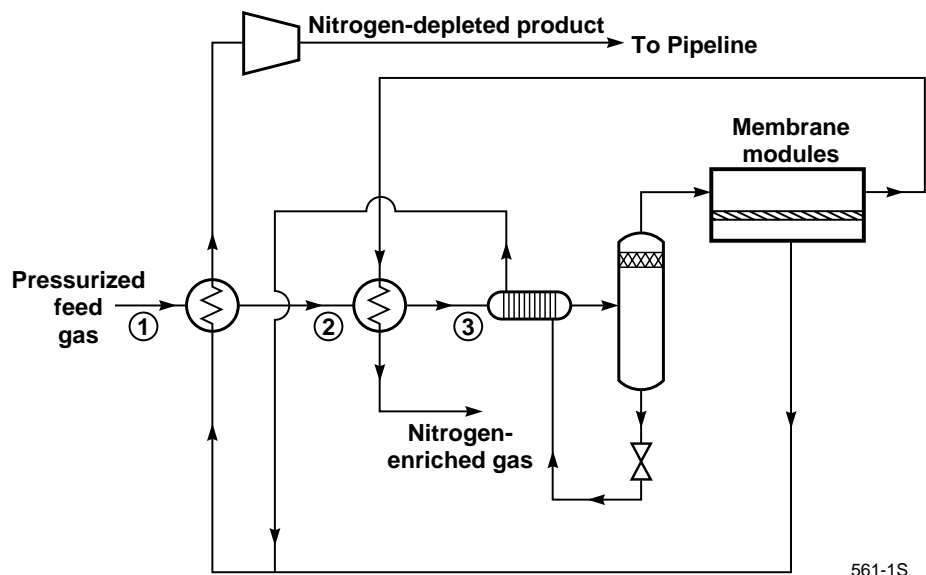 Nitrogen-depleted product
To Pipeline
Membrane
modules
Pressurized
feed
gas
1
2
3
Nitrogen-
enriched gas
561-1S